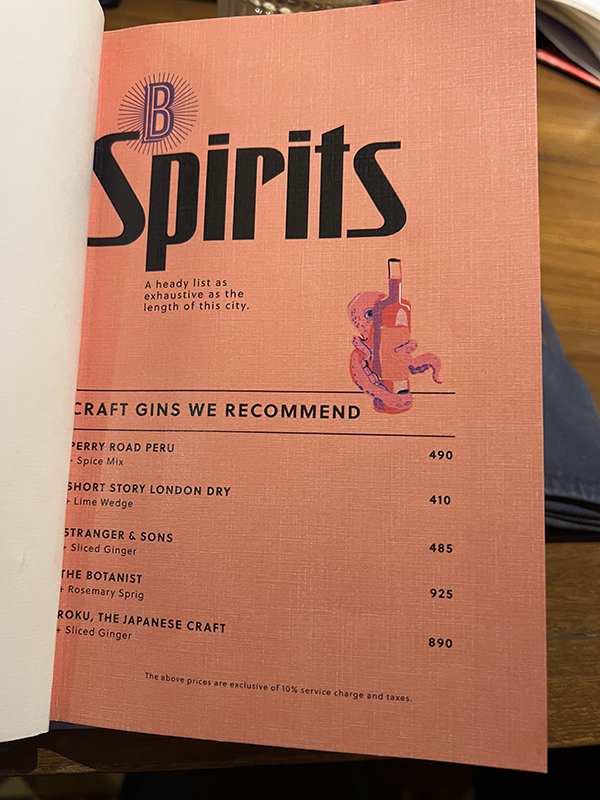 B
Spirits
A heady list as
exhaustive as the
length of this city.
CRAFT GINS WE RECOMMEND
PERRY ROAD PERU 490
+ Spice Mix
SHORT STORY LONDON DRY 410
+ Lime Wedge
STRANGER & SONS 485
+ Sliced Ginger
THE BOTANIST 925
+ Rosemary Sprig
ROKU, THE JAPANESE CRAFT 890
+ Sliced Ginger
The above prices are exclusive of 10% service charge and taxes.